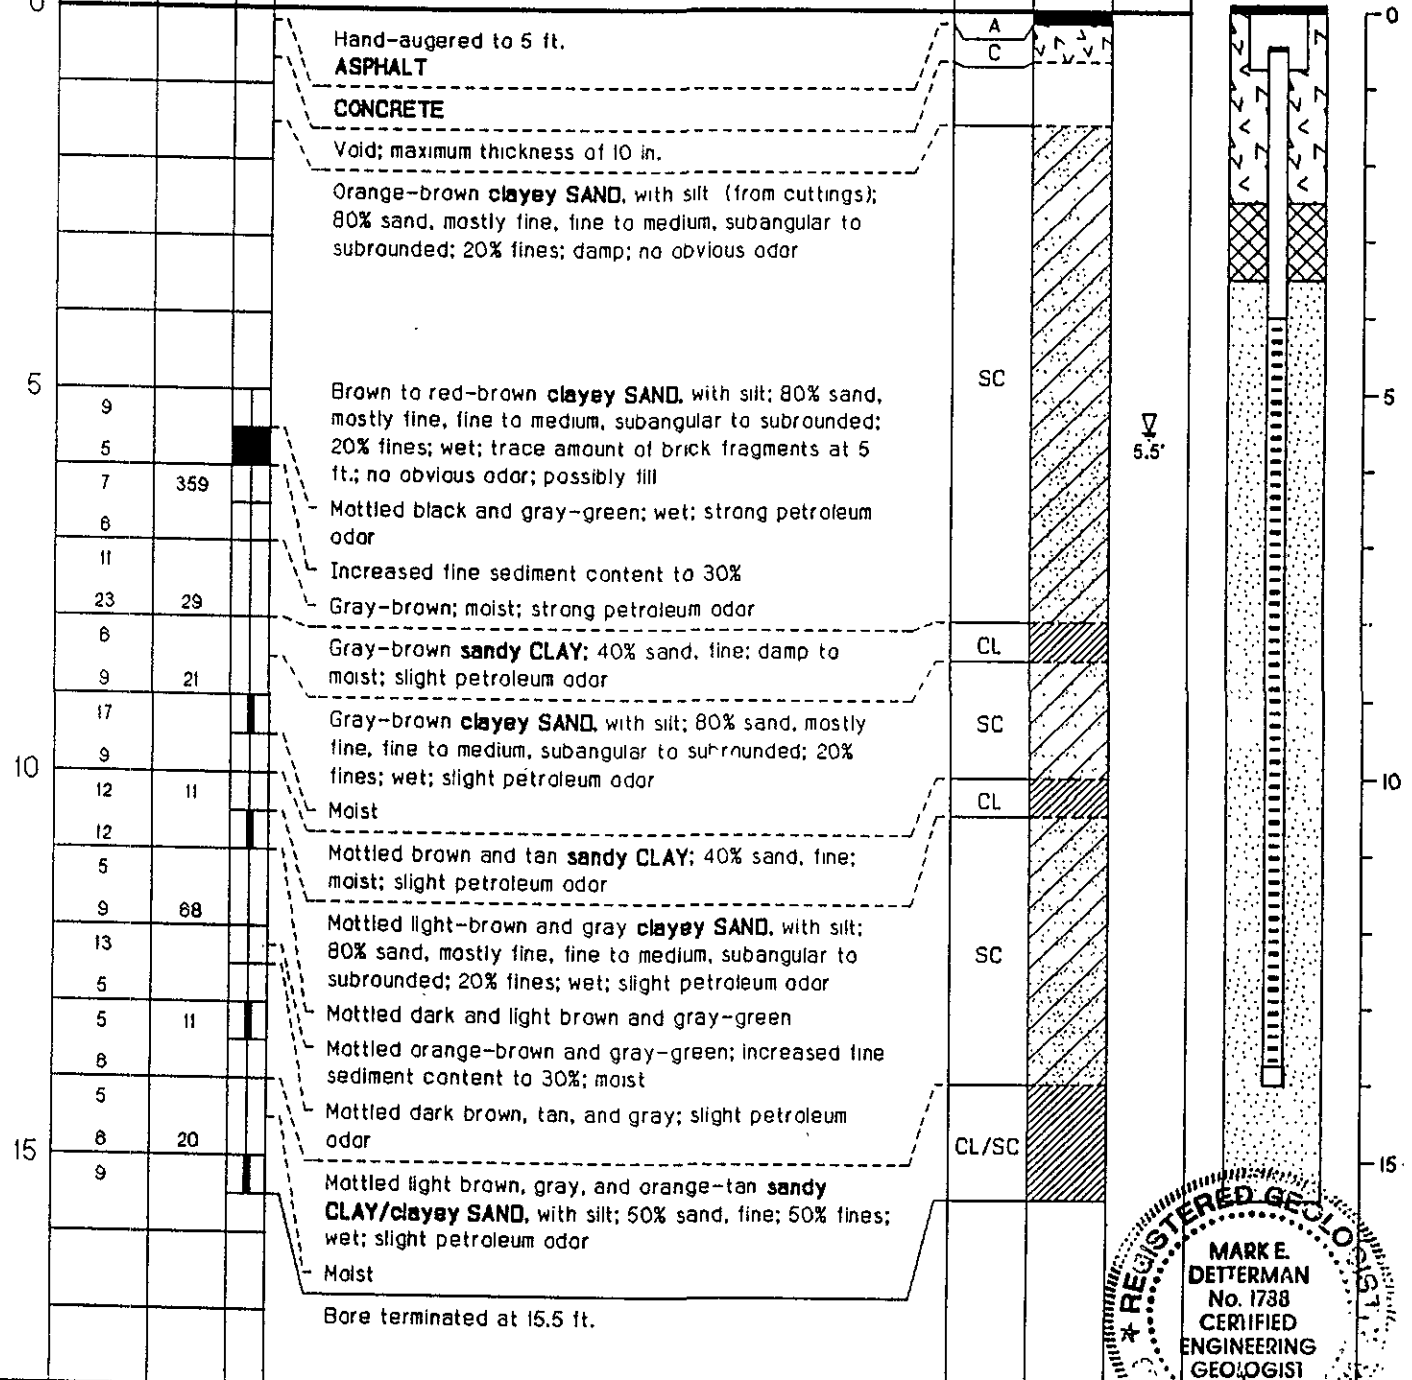 0
Hand-augered to 5 ft.
ASPHALT
CONCRETE
Void; maximum thickness of 10 in.
Orange-brown clayey SAND, with silt (from cuttings);
80% sand, mostly fine, fine to medium, subangular to
subrounded; 20% fines; damp; no obvious odor
A
C
0
5
9
5
7 359
6
11
23 29
6
9 21
17
9
10
12 11
12
5
9 68
13
5
5 11
8
5
8 20
15
9
Brown to red-brown clayey SAND, with silt; 80% sand,
mostly fine, fine to medium, subangular to subrounded;
20% fines; wet; trace amount of brick fragments at 5
ft.; no obvious odor; possibly fill
Mottled black and gray-green; wet; strong petroleum
odor
Increased fine sediment content to 30%
Gray-brown; moist; strong petroleum odor
Gray-brown sandy CLAY; 40% sand, fine; damp to
moist; slight petroleum odor
Gray-brown clayey SAND, with silt; 80% sand, mostly
fine, fine to medium, subangular to subrounded; 20%
fines; wet; slight petroleum odor
Moist
Mottled brown and tan sandy CLAY; 40% sand, fine;
moist; slight petroleum odor
Mottled light-brown and gray clayey SAND, with silt;
80% sand, mostly fine, fine to medium, subangular to
subrounded; 20% fines; wet; slight petroleum odor
Mottled dark and light brown and gray-green
Mottled orange-brown and gray-green; increased fine
sediment content to 30%; moist
Mottled dark brown, tan, and gray; slight petroleum
odor
Mottled light brown, gray, and orange-tan sandy
CLAY/clayey SAND, with silt; 50% sand, fine; 50% fines;
wet; slight petroleum odor
Moist
Bore terminated at 15.5 ft.
SC
CL
SC
CL
SC
CL/SC
5.5'
5
10
15
REGISTERED GEOLOGIST
MARK E.
DETTERMAN
No. 1788
CERTIFIED
ENGINEERING
GEOLOGIST